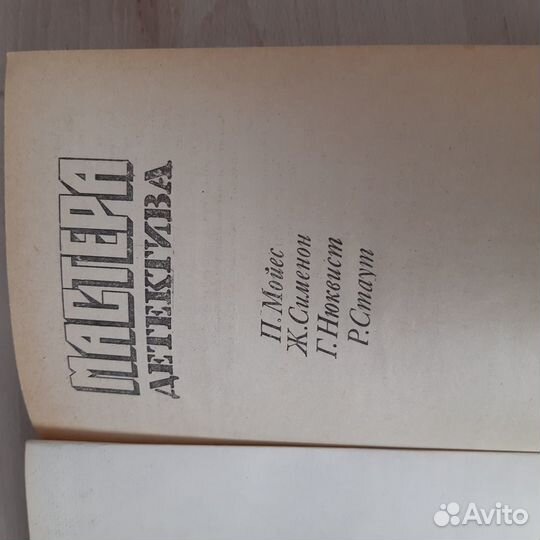 МАСТЕРА
ДЕТЕКТИВА
П.Мойес
Ж.Сименон
Г.Нюквист
Р.Стаут
Avito